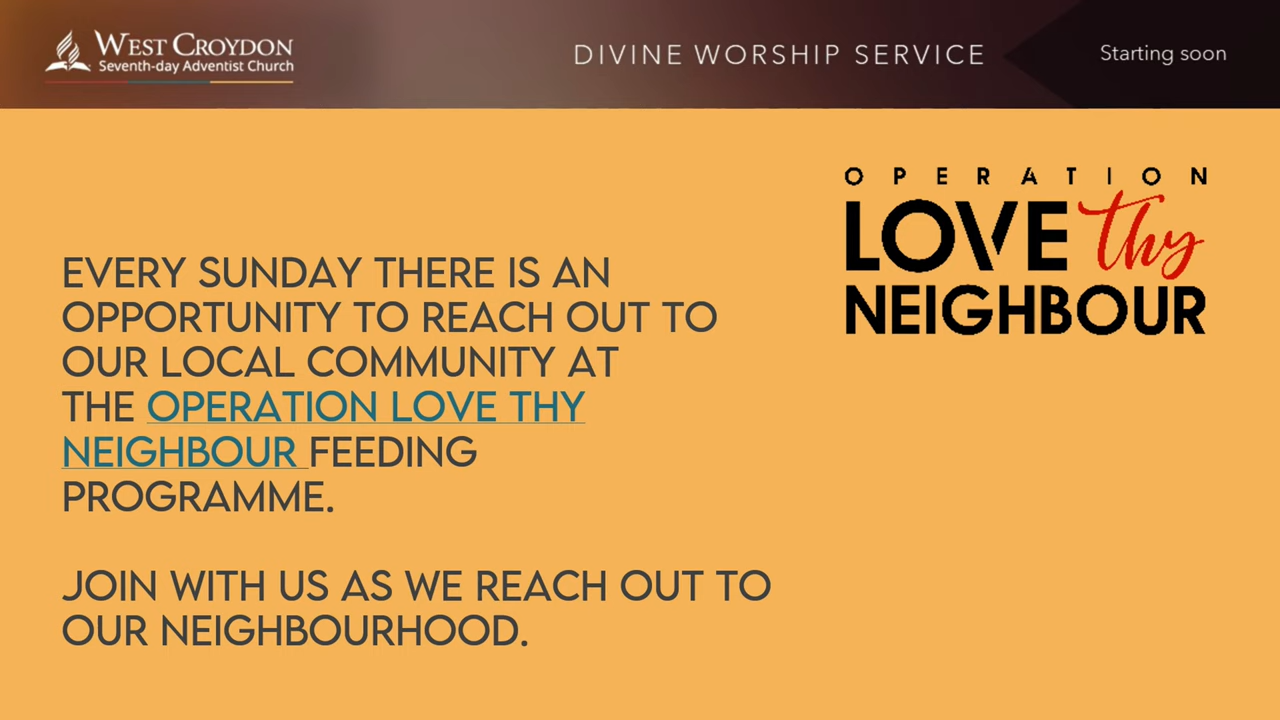 WEST CROYDON
Seventh-day Adventist Church
DIVINE WORSHIP SERVICE
Starting soon
OPERATION
LOVE thy
NEIGHBOUR
EVERY SUNDAY THERE IS AN
OPPORTUNITY TO REACH OUT TO
OUR LOCAL COMMUNITY AT
THE OPERATION LOVE THY
NEIGHBOUR FEEDING
PROGRAMME.
JOIN WITH US AS WE REACH OUT TO
OUR NEIGHBOURHOOD.